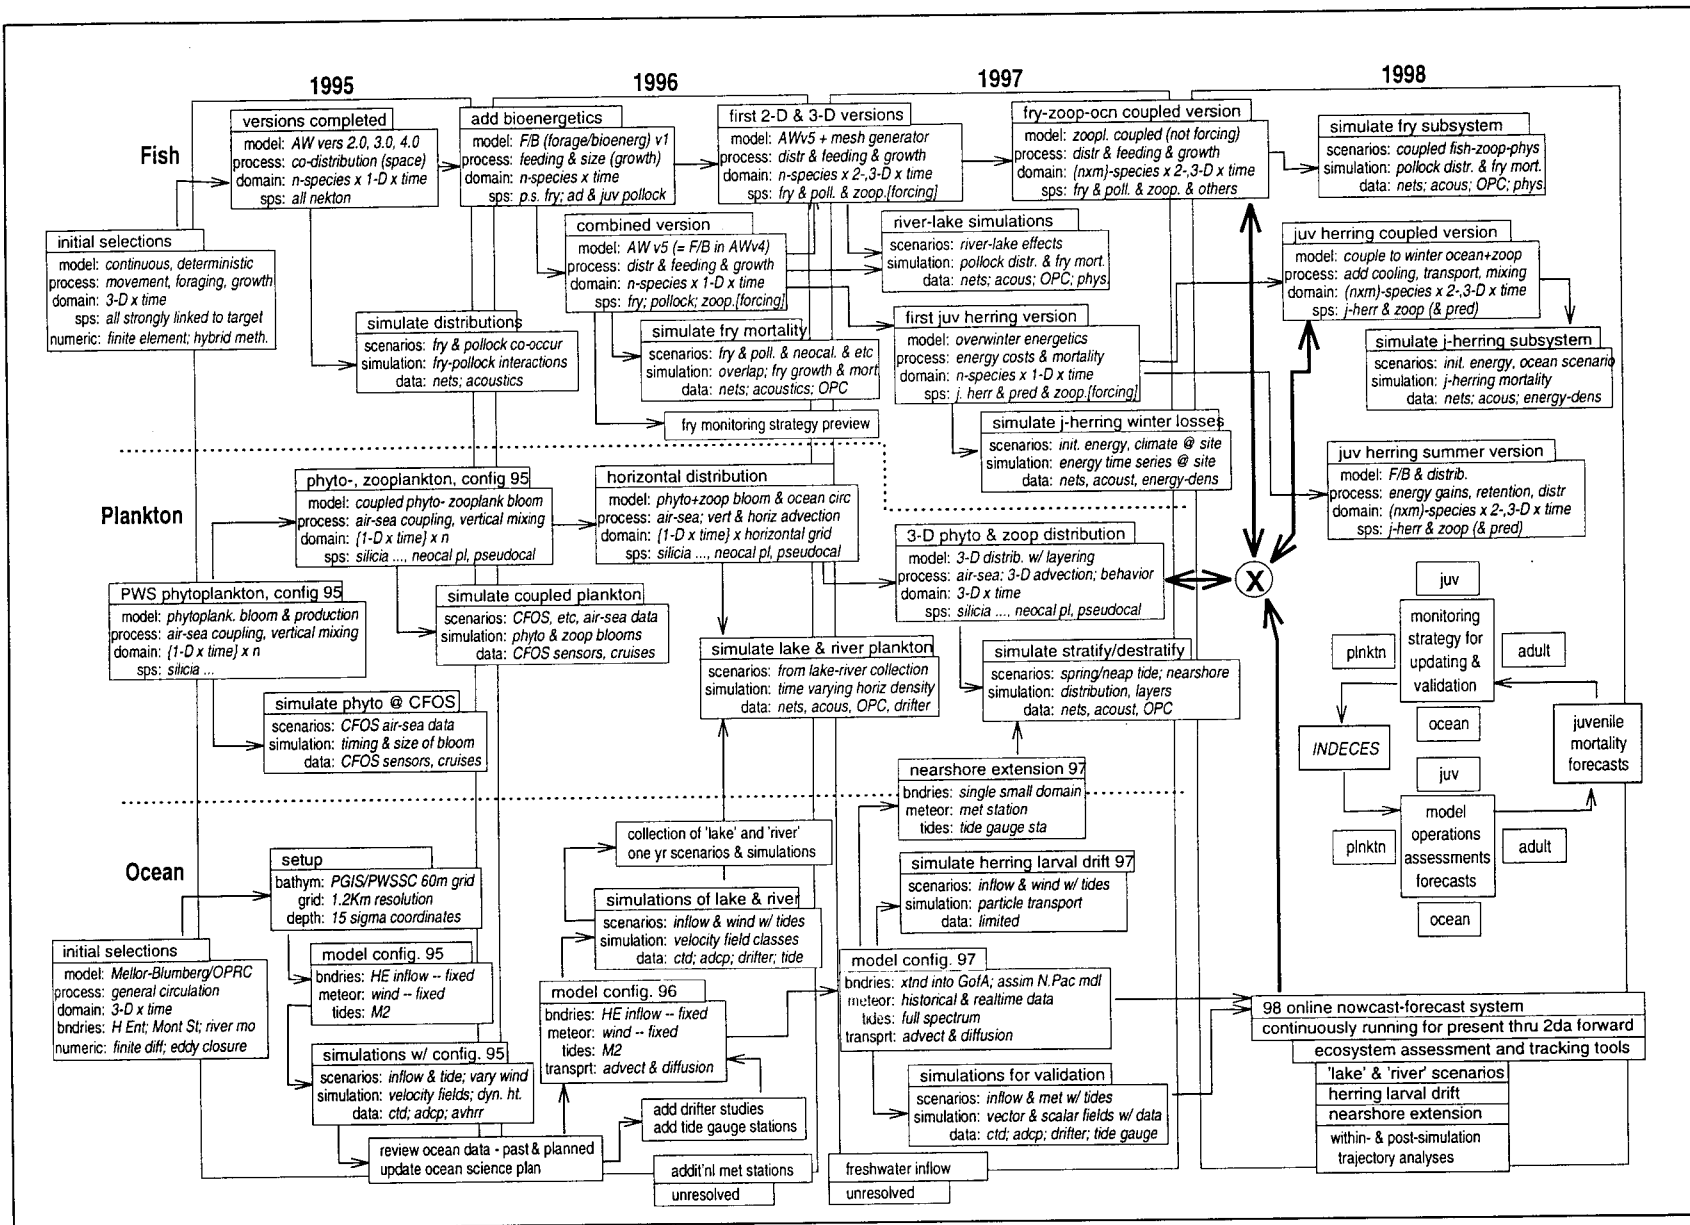 1995
1996
1997
1998
Fish
initial selections
model: continuous, deterministic
process: movement, foraging, growth
domain: 3-D x time
sps: all strongly linked to target
numeric: finite element; hybrid meth.
versions completed
model: AW vers 2.0, 3.0, 4.0
process: co-distribution (space)
domain: n-species x 1-D x time
sps: all nekton
simulate distributions
scenarios: fry & pollock co-occur
simulation: fry-pollock interactions
data: nets; acoustics
add bioenergetics
model: F/B (forage/bioenerg) v1
process: feeding & size (growth)
domain: n-species x time
sps: p.s. fry; ad & juv pollock
combined version
model: AW v5 (= F/B in AWv4)
process: distr & feeding & growth
domain: n-species x 1-D x time
sps: fry; pollock; zoop.[forcing]
simulate fry mortality
scenarios: fry & poll. & neocal. & etc
simulation: overlap; fry growth & mort
data: nets; acoustics; OPC
fry monitoring strategy preview
first 2-D & 3-D versions
model: AWv5 + mesh generator
process: distr & feeding & growth
domain: n-species x 2-,3-D x time
sps: fry & poll. & zoop.[forcing]
river-lake simulations
scenarios: river-lake effects
simulation: pollock distr. & fry mort.
data: nets; acous; OPC; phys.
first juv herring version
model: overwinter energetics
process: energy costs & mortality
domain: n-species x 1-D x time
sps: j. herr & pred & zoop.[forcing]
simulate j-herring winter losses
scenarios: init. energy, climate @ site
simulation: energy time series @ site
data: nets, acoust, energy-dens
fry-zoop-ocn coupled version
model: zoopl. coupled (not forcing)
process: distr & feeding & growth
domain: (nxm)-species x 2-,3-D x time
sps: fry & poll. & zoop. & others
simulate fry subsystem
scenarios: coupled fish-zoop-phys
simulation: pollock distr. & fry mort.
data: nets; acous; OPC; phys.
juv herring coupled version
model: couple to winter ocean+zoop
process: add cooling, transport, mixing
domain: (nxm)-species x 2-,3-D x time
sps: j-herr & zoop (& pred)
simulate j-herring subsystem
scenarios: init. energy, ocean scenario
simulation: j-herring mortality
data: nets; acous; energy-dens
juv herring summer version
model: F/B & distrib.
process: energy gains, retention, distr
domain: (nxm)-species x 2-,3-D x time
sps: j-herr & zoop (& pred)
Plankton
PWS phytoplankton, config 95
model: phytoplank. bloom & production
process: air-sea coupling, vertical mixing
domain: {1-D x time} x n
sps: silicia ...
simulate phyto @ CFOS
scenarios: CFOS air-sea data
simulation: timing & size of bloom
data: CFOS sensors, cruises
phyto-, zooplankton, config 95
model: coupled phyto- zooplank bloom
process: air-sea coupling, vertical mixing
domain: {1-D x time} x n
sps: silicia ..., neocal pl, pseudocal
simulate coupled plankton
scenarios: CFOS, etc, air-sea data
simulation: phyto & zoop blooms
data: CFOS sensors, cruises
horizontal distribution
model: phyto+zoop bloom & ocean circ
process: air-sea; vert & horiz advection
domain: {1-D x time} x horizontal grid
sps: silicia ..., neocal pl, pseudocal
simulate lake & river plankton
scenarios: from lake-river collection
simulation: time varying horiz density
data: nets, acous, OPC, drifter
3-D phyto & zoop distribution
model: 3-D distrib. w/ layering
process: air-sea; 3-D advection; behavior
domain: 3-D x time
sps: silicia ..., neocal pl, pseudocal
simulate stratify/destratify
scenarios: spring/neap tide; nearshore
simulation: distribution, layers
data: nets, acoust, OPC
X
juv
monitoring
strategy for
updating &
validation
plnktn
adult
ocean
INDECES
juvenile
mortality
forecasts
juv
model
operations
assessments
forecasts
plnktn
adult
ocean
Ocean
initial selections
model: Mellor-Blumberg/OPRC
process: general circulation
domain: 3-D x time
bndries: H Ent; Mont St; river mo
numeric: finite diff; eddy closure
setup
bathym: PGIS/PWSSC 60m grid
grid: 1.2Km resolution
depth: 15 sigma coordinates
model config. 95
bndries: HE inflow -- fixed
meteor: wind -- fixed
tides: M2
simulations w/ config. 95
scenarios: inflow & tide; vary wind
simulation: velocity fields; dyn. ht.
data: ctd; adcp; avhrr
review ocean data - past & planned
update ocean science plan
collection of 'lake' and 'river'
one yr scenarios & simulations
simulations of lake & river
scenarios: inflow & wind w/ tides
simulation: velocity field classes
data: ctd; adcp; drifter; tide
model config. 96
bndries: HE inflow -- fixed
meteor: wind -- fixed
tides: M2
transprt: advect & diffusion
add drifter studies
add tide gauge stations
addit'nl met stations
unresolved
nearshore extension 97
bndries: single small domain
meteor: met station
tides: tide gauge sta
simulate herring larval drift 97
scenarios: inflow & wind w/ tides
simulation: particle transport
data: limited
model config. 97
bndries: xtnd into GofA; assim N.Pac mdl
meteor: historical & realtime data
tides: full spectrum
transprt: advect & diffusion
simulations for validation
scenarios: inflow & met w/ tides
simulation: vector & scalar fields w/ data
data: ctd; adcp; drifter; tide gauge
freshwater inflow
unresolved
98 online nowcast-forecast system
continuously running for present thru 2da forward
ecosystem assessment and tracking tools
'lake' & 'river' scenarios
herring larval drift
nearshore extension
within- & post-simulation
trajectory analyses